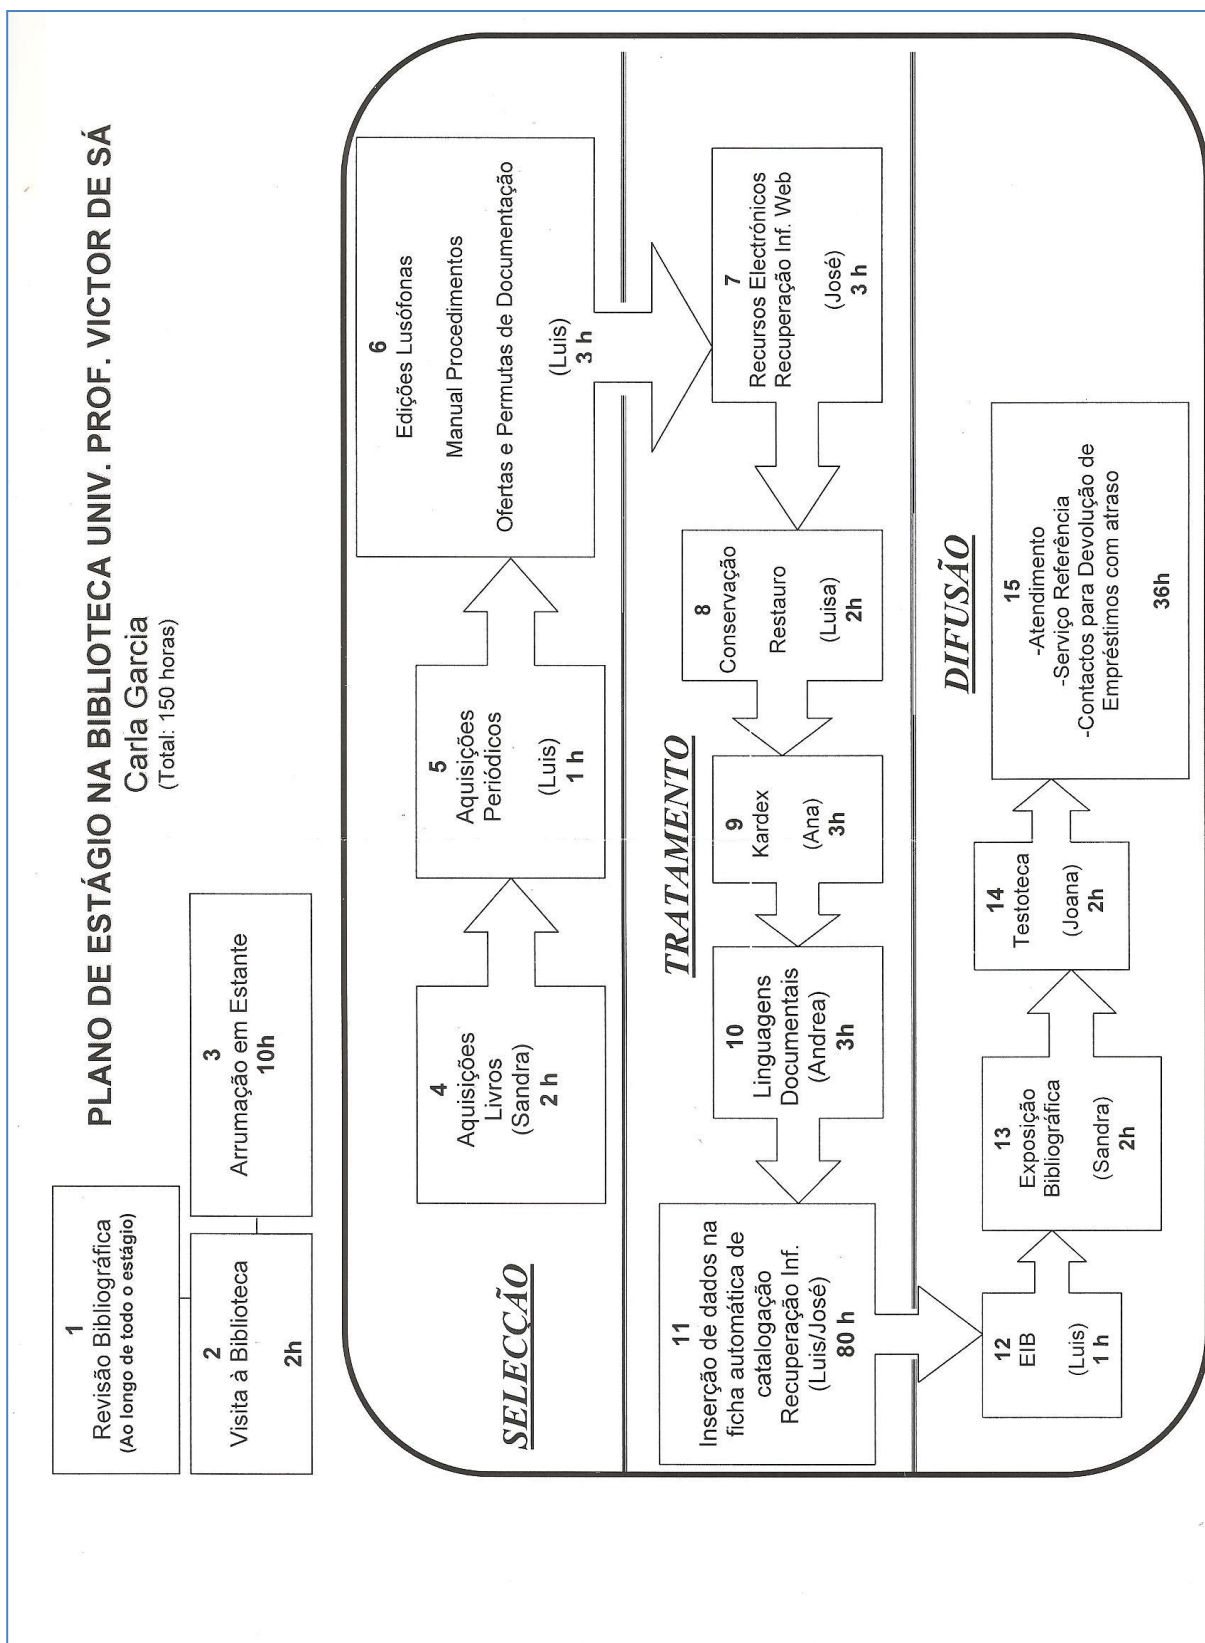 PLANO DE ESTÁGIO NA BIBLIOTECA UNIV. PROF. VICTOR DE SÁ
Carla Garcia
(Total: 150 horas)
1
Revisão Bibliográfica
(Ao longo de todo o estágio)
2
Visita à Biblioteca
2h
3
Arrumação em Estante
10h
SELECÇÃO
4
Aquisições
Livros
(Sandra)
2 h
5
Aquisições
Periódicos
(Luis)
1 h
6
Edições Lusófonas
Manual Procedimentos
Ofertas e Permutas de Documentação
(Luis)
3 h
TRATAMENTO
7
Recursos Electrónicos
Recuperação Inf. Web
(José)
3 h
8
Conservação
Restauro
(Luisa)
2h
9
Kardex
(Ana)
3h
10
Linguagens
Documentais
(Andrea)
3h
11
Inserção de dados na
ficha automática de
catalogação
Recuperação Inf.
(Luis/José)
80 h
DIFUSÃO
12
EIB
(Luis)
1 h
13
Exposição
Bibliográfica
(Sandra)
2h
14
Testoteca
(Joana)
2h
15
-Atendimento
-Serviço Referência
-Contactos para Devolução de
Empréstimos com atraso
36h